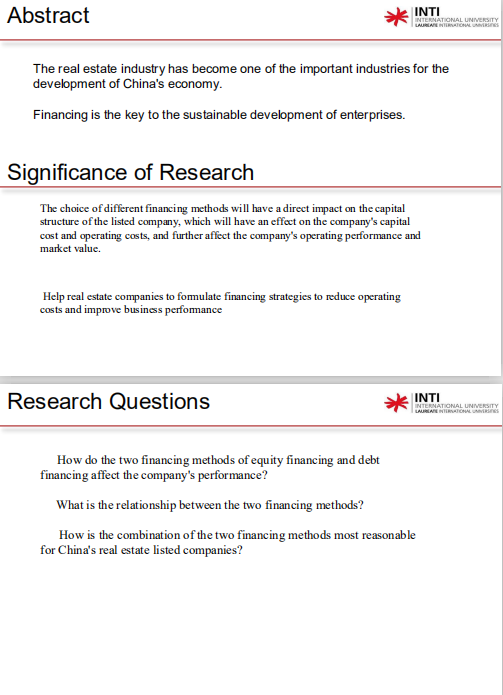 Abstract
INTI
INTERNATIONAL UNIVERSITY
LAUREATE INTERNATIONAL UNIVERSITIES
The real estate industry has become one of the important industries for the
development of China's economy.
Financing is the key to the sustainable development of enterprises.
Significance of Research
The choice of different financing methods will have a direct impact on the capital
structure of the listed company, which will have an effect on the company's capital
cost and operating costs, and further affect the company's operating performance and
market value.
Help real estate companies to formulate financing strategies to reduce operating
costs and improve business performance
Research Questions
INTI
INTERNATIONAL UNIVERSITY
LAUREATE INTERNATIONAL UNIVERSITIES
How do the two financing methods of equity financing and debt
financing affect the company's performance?
What is the relationship between the two financing methods?
How is the combination of the two financing methods most reasonable
for China's real estate listed companies?